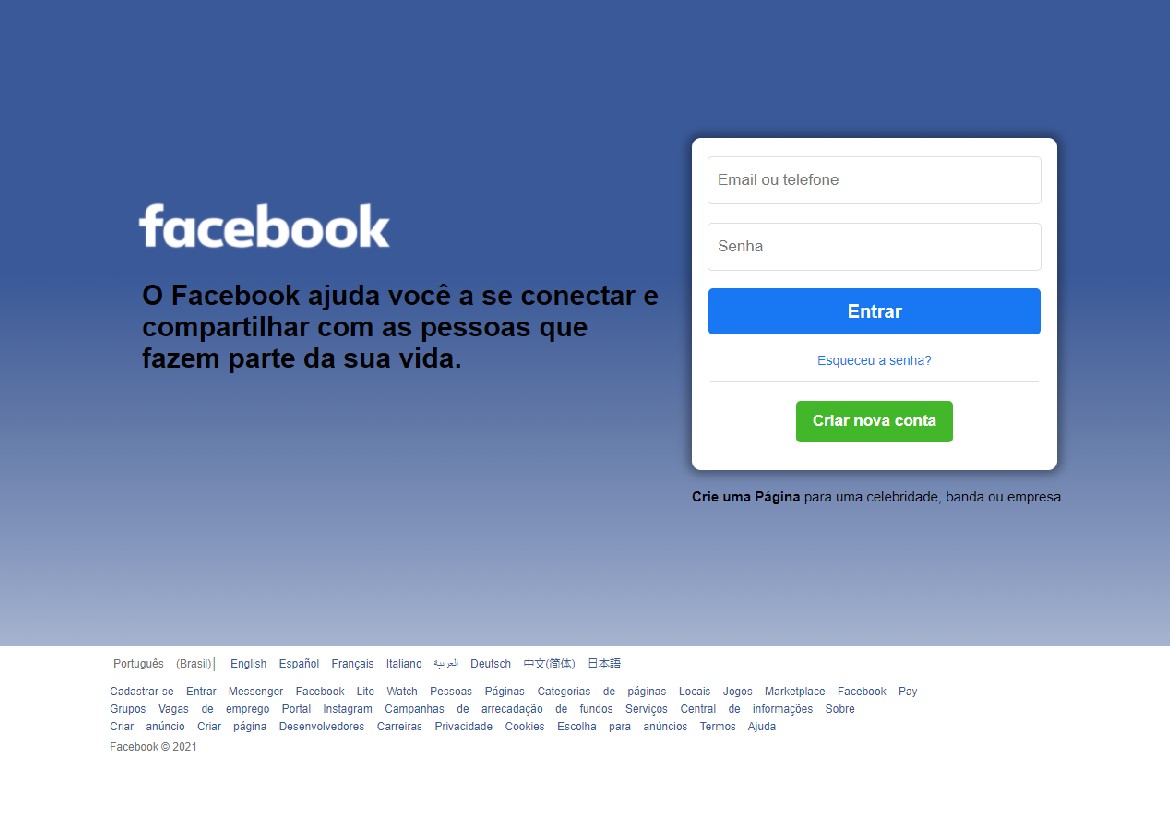 facebook
O Facebook ajuda você a se conectar e
compartilhar com as pessoas que
fazem parte da sua vida.
Email ou telefone
Senha
Entrar
Esqueceu a senha?
Criar nova conta
Crie uma Página para uma celebridade, banda ou empresa
Português (Brasil) English Español Français Italiano العربية Deutsch 中文(简体) 日本語
Cadastrar-se Entrar Messenger Facebook Lite Watch Pessoas Páginas Categorias de páginas Locais Jogos Marketplace Facebook Pay
Grupos Vagas de emprego Portal Instagram Campanhas de arrecadação de fundos Serviços Central de informações Sobre
Criar anúncio Criar página Desenvolvedores Carreiras Privacidade Cookies Escolha para anúncios Termos Ajuda
Facebook © 2021